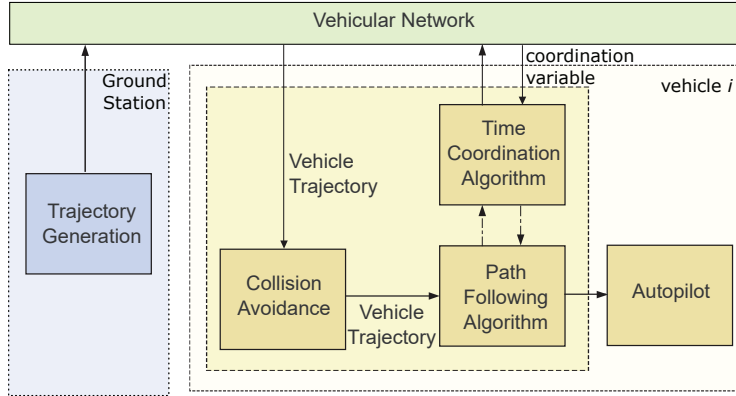 Vehicular Network
Ground
Station
coordination
variable
vehicle i
Time
Coordination
Algorithm
Vehicle
Trajectory
Trajectory
Generation
Collision
Avoidance
Vehicle
Trajectory
Path
Following
Algorithm
Autopilot